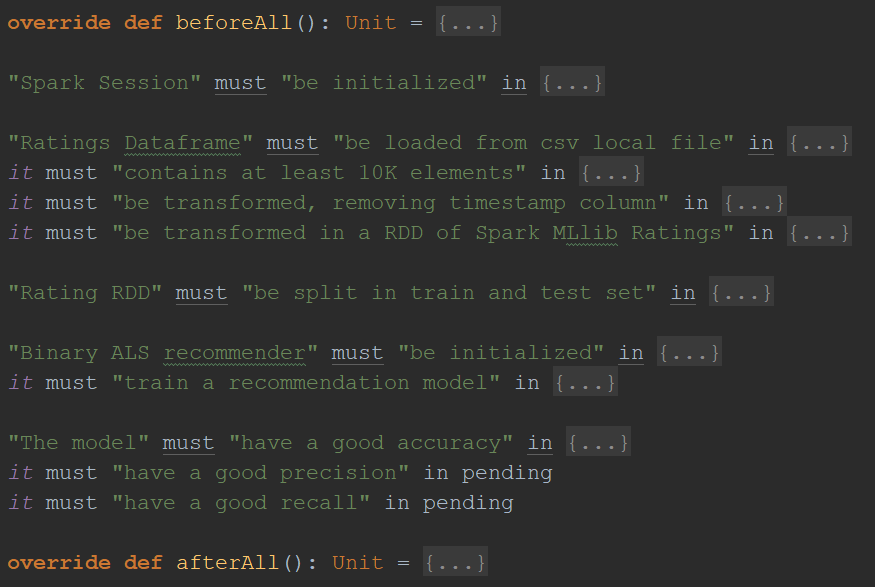 override def beforeAll(): Unit = {...}
"Spark Session" must "be initialized" in {...}
"Ratings Dataframe" must "be loaded from csv local file" in {...}
it must "contains at least 10K elements" in {...}
it must "be transformed, removing timestamp column" in {...}
it must "be transformed in a RDD of Spark MLlib Ratings" in {...}
"Rating RDD" must "be split in train and test set" in {...}
"Binary ALS recommender" must "be initialized" in {...}
it must "train a recommendation model" in {...}
"The model" must "have a good accuracy" in {...}
it must "have a good precision" in pending
it must "have a good recall" in pending
override def afterAll(): Unit = {...}